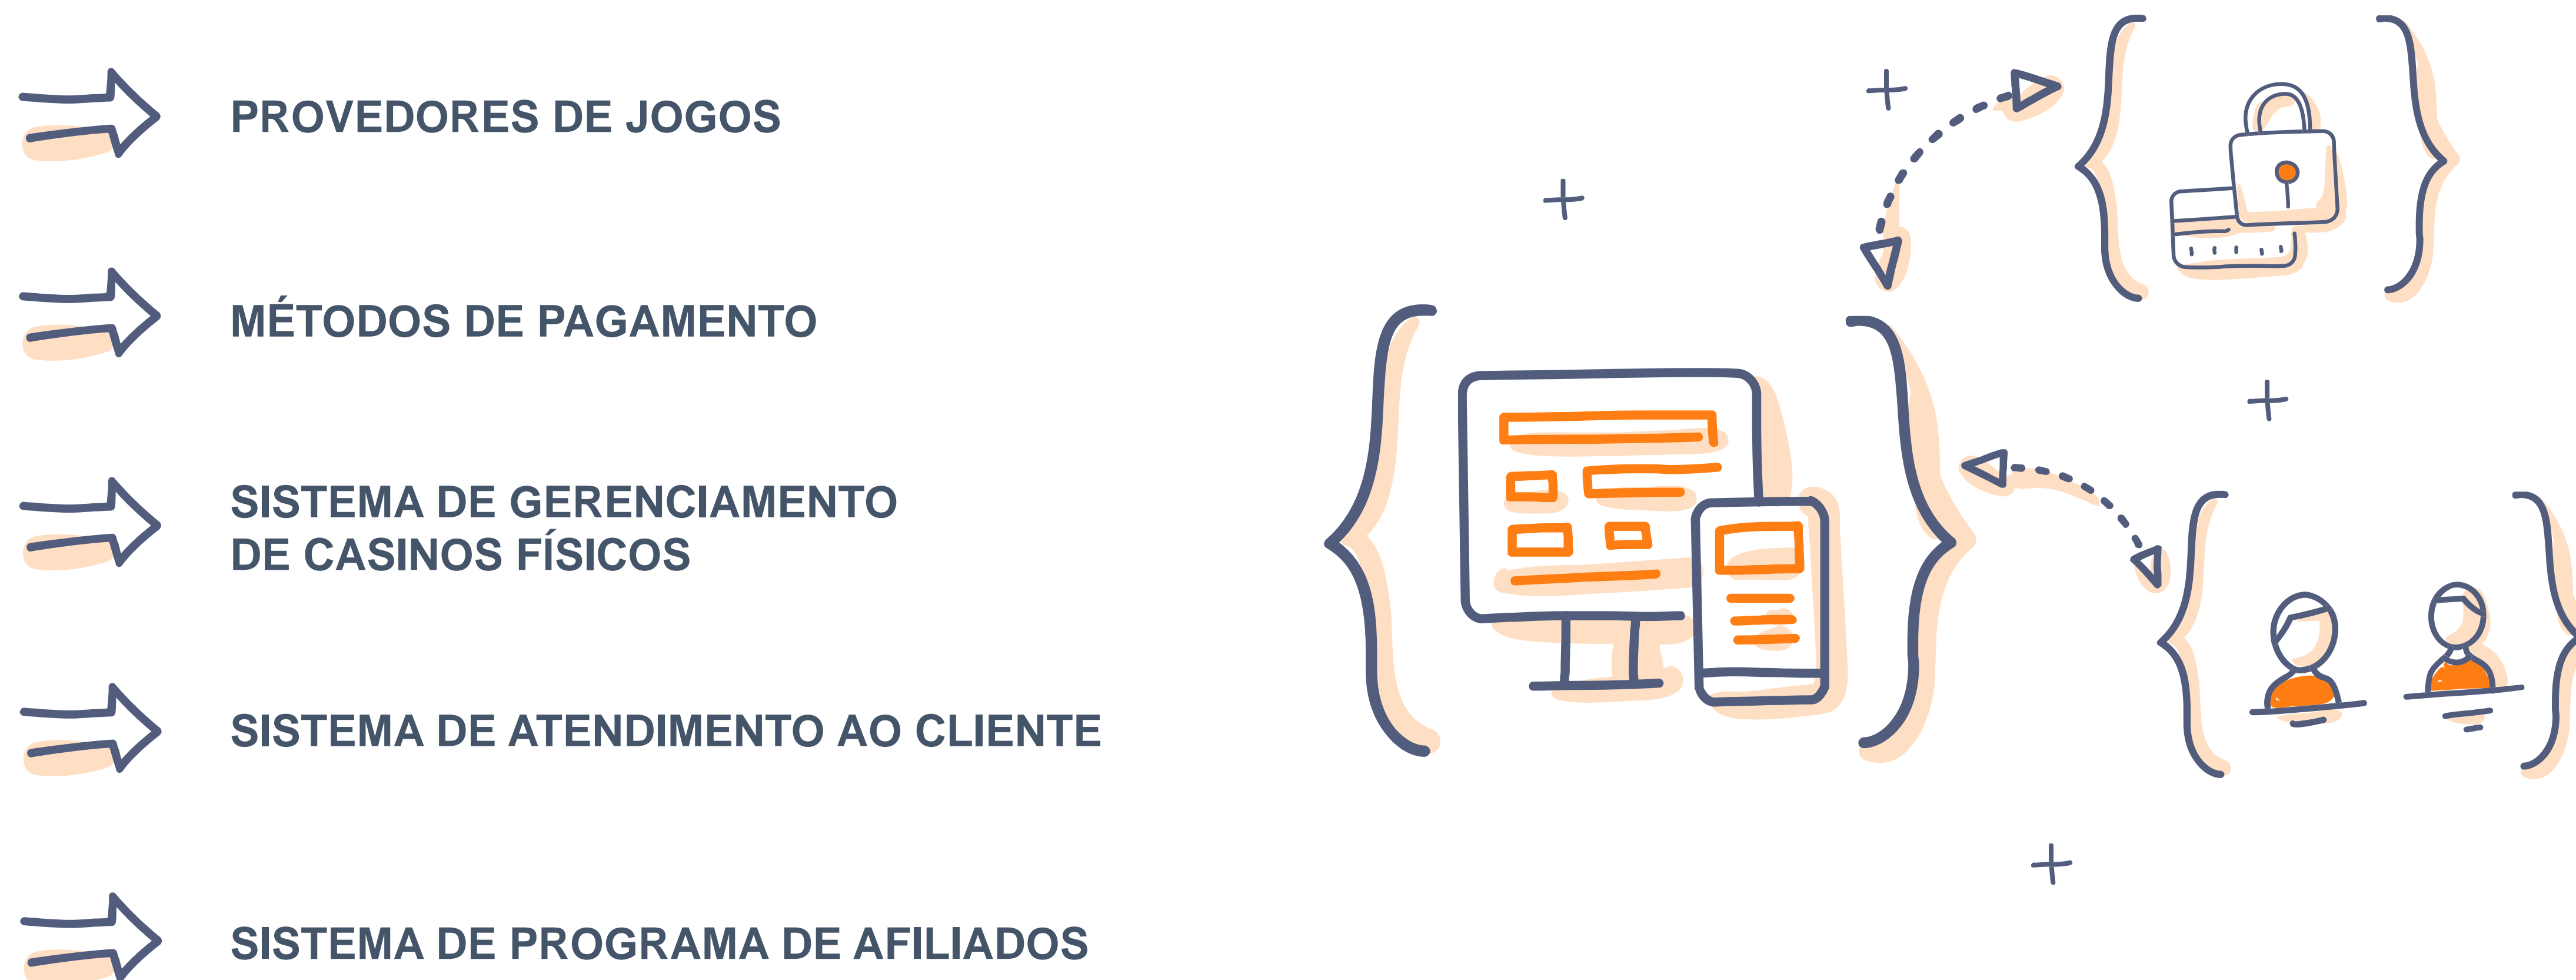 PROVEDORES DE JOGOS
MÉTODOS DE PAGAMENTO
SISTEMA DE GERENCIAMENTO
DE CASINOS FÍSICOS
SISTEMA DE ATENDIMENTO AO CLIENTE
SISTEMA DE PROGRAMA DE AFILIADOS